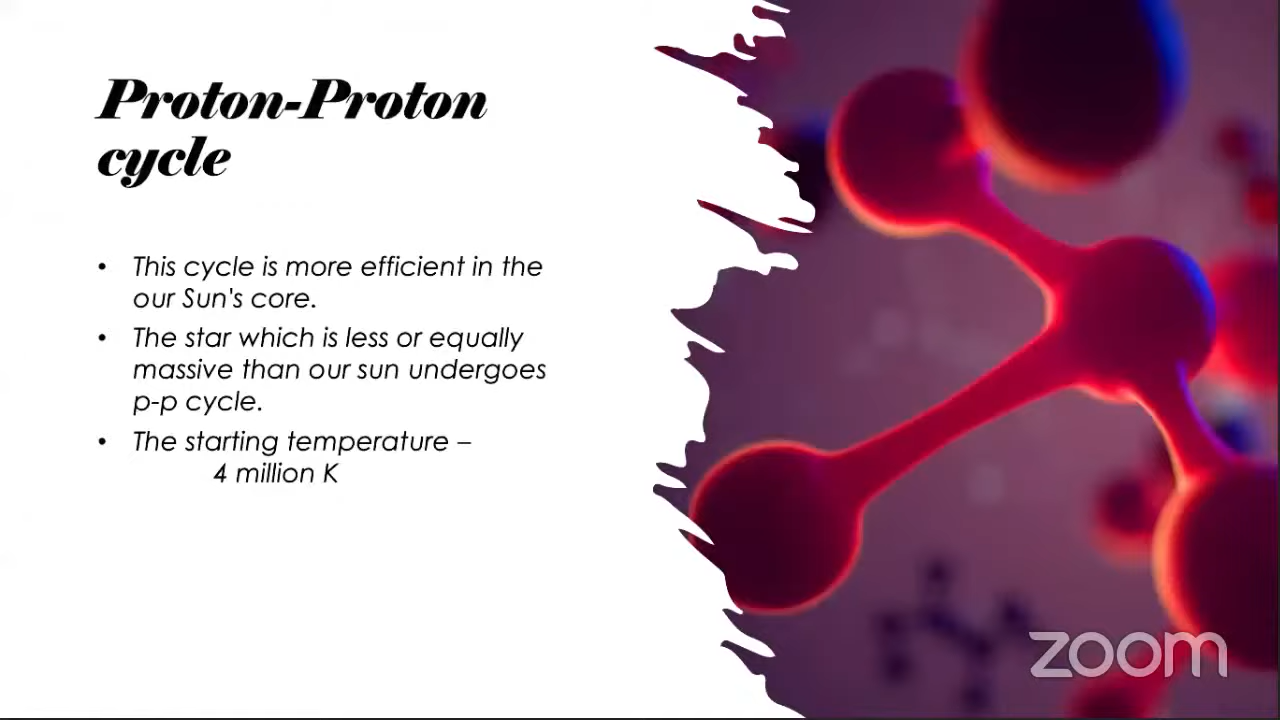 Proton-Proton
cycle
• This cycle is more efficient in the
our Sun's core.
• The star which is less or equally
massive than our sun undergoes
p-p cycle.
• The starting temperature –
4 million K
zoom